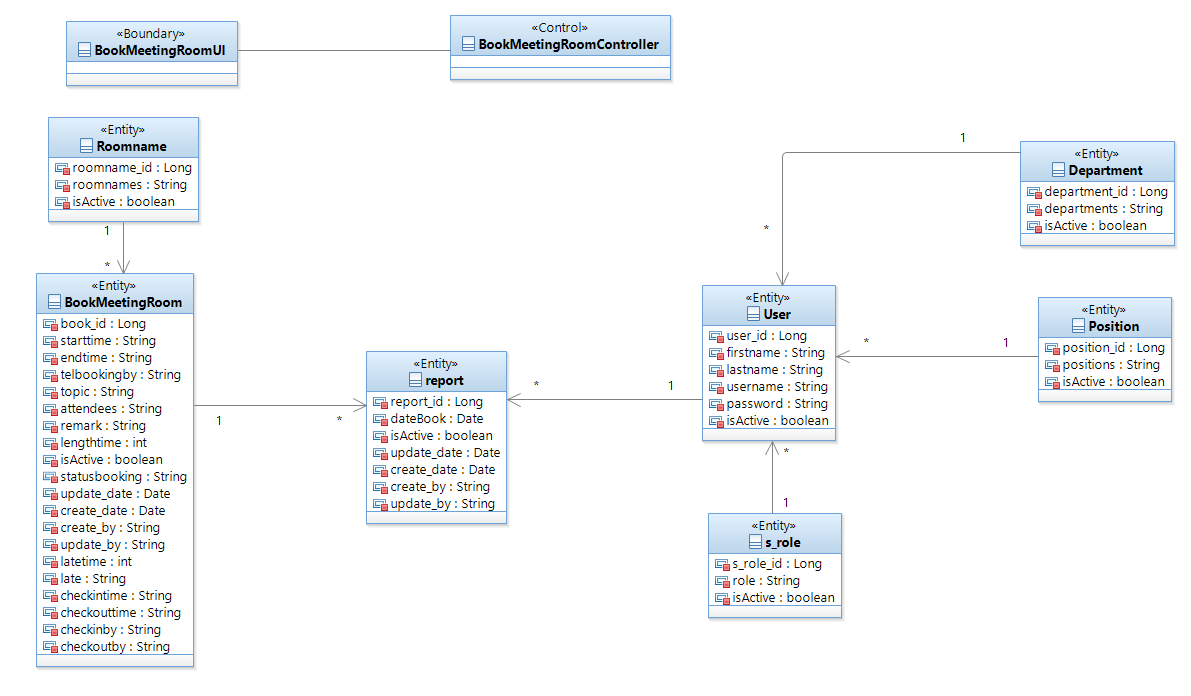 «Boundary»
BookMeetingRoomUI
«Control»
BookMeetingRoomController
«Entity»
Roomname
roomname_id : Long
roomnames : String
isActive : boolean
1
*
«Entity»
BookMeetingRoom
book_id : Long
starttime : String
endtime : String
telbookingby : String
topic : String
attendees : String
remark : String
lengthtime : int
isActive : boolean
statusbooking : String
update_date : Date
create_date : Date
create_by : String
update_by : String
latetime : int
late : String
checkintime : String
checkouttime : String
checkinby : String
checkoutby : String
1
*
«Entity»
report
report_id : Long
dateBook : Date
isActive : boolean
update_date : Date
create_date : Date
create_by : String
update_by : String
*
1
«Entity»
User
user_id : Long
firstname : String
lastname : String
username : String
password : String
isActive : boolean
1
*
«Entity»
Department
department_id : Long
departments : String
isActive : boolean
*
1
«Entity»
Position
position_id : Long
positions : String
isActive : boolean
*
1
«Entity»
s_role
s_role_id : Long
role : String
isActive : boolean